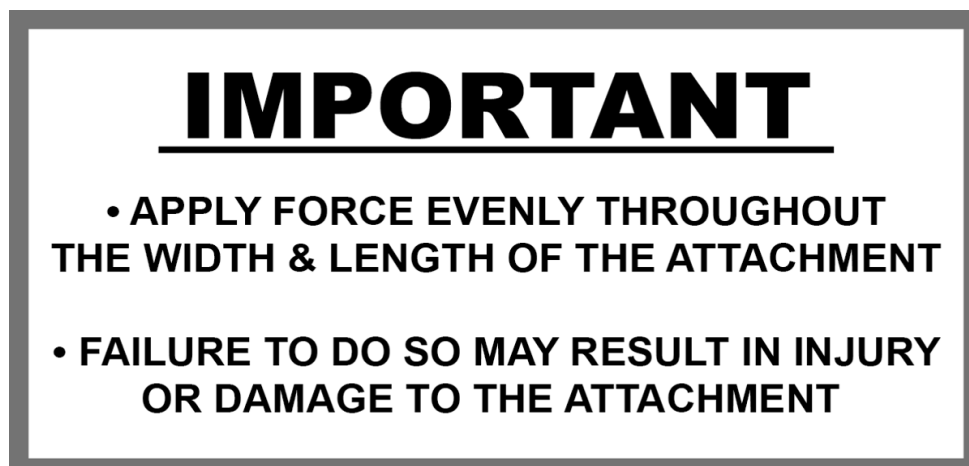 IMPORTANT
• APPLY FORCE EVENLY THROUGHOUT
THE WIDTH & LENGTH OF THE ATTACHMENT
• FAILURE TO DO SO MAY RESULT IN INJURY
OR DAMAGE TO THE ATTACHMENT